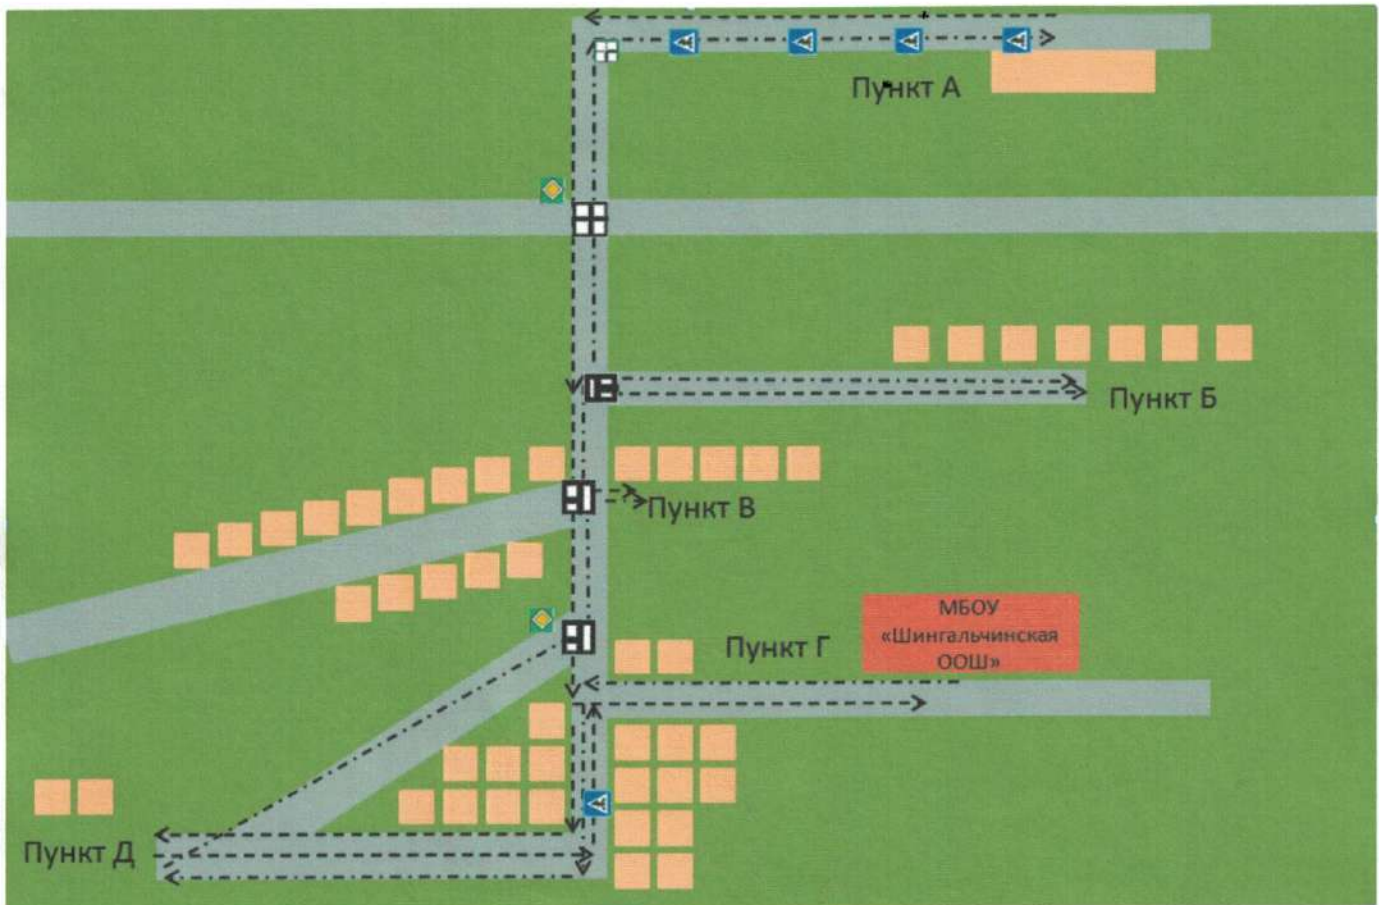 Пункт А
Пункт Б
Пункт В
МБОУ
«Шингальчинская
ООШ»
Пункт Г
Пункт Д